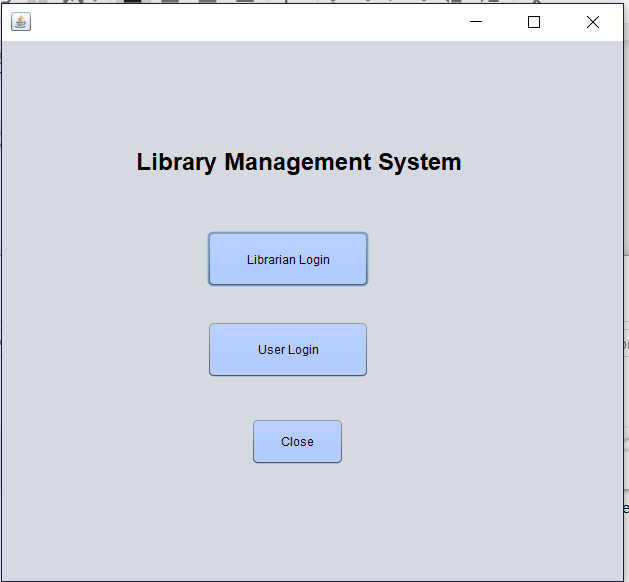 Library Management System
Librarian Login
User Login
Close